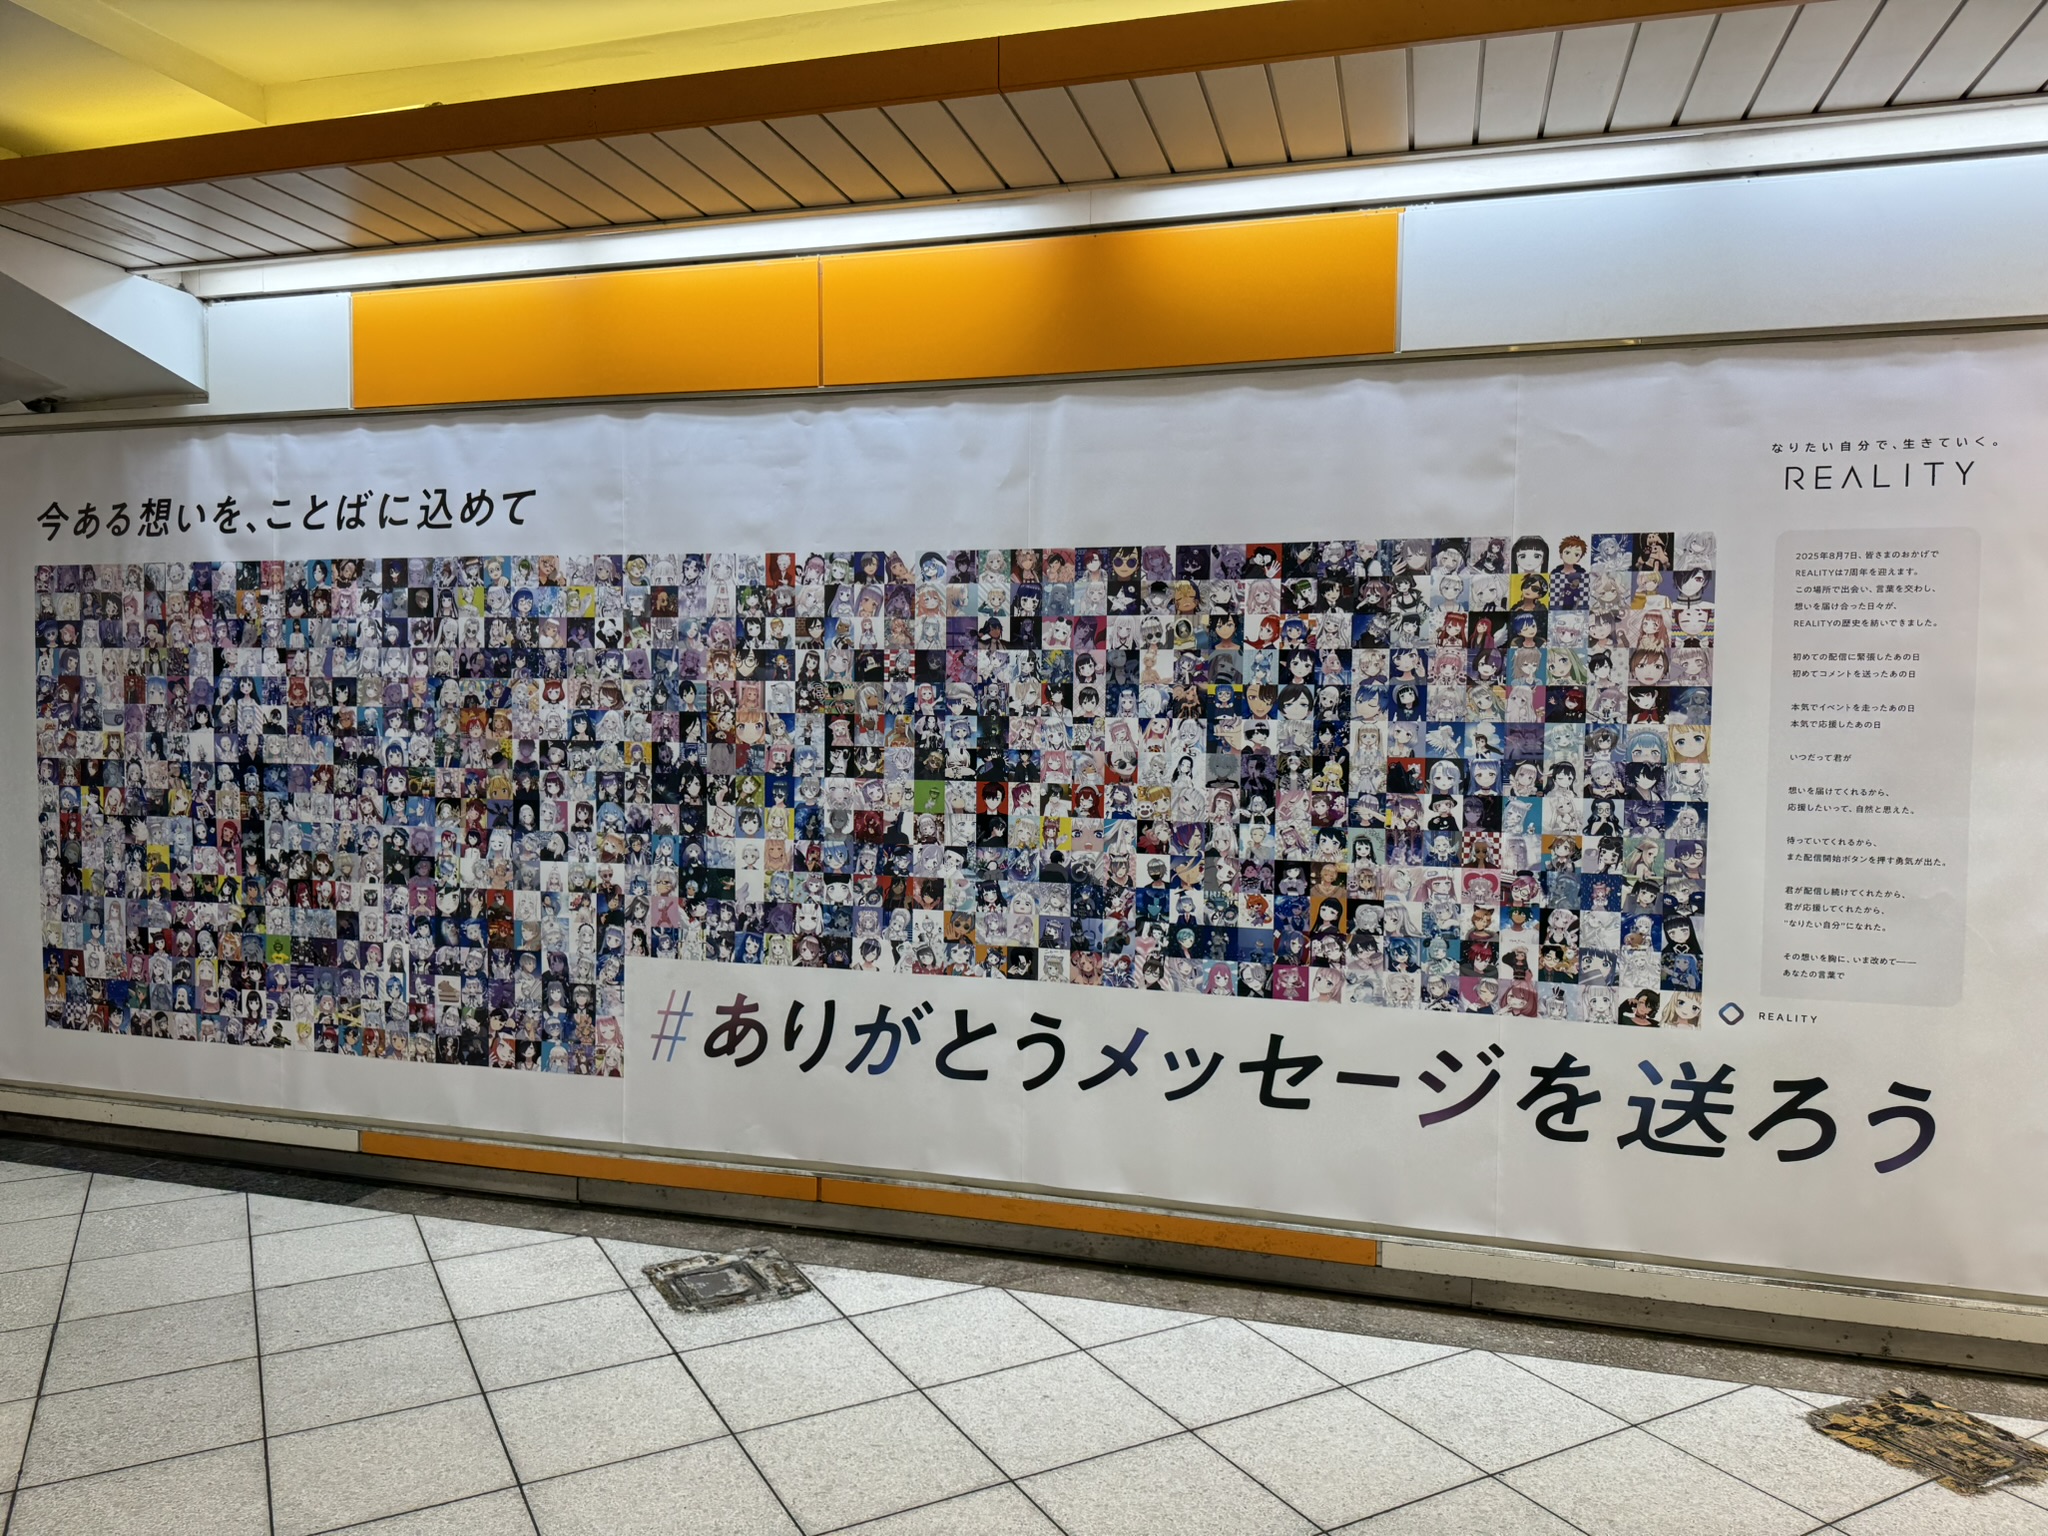 今ある想いを、ことばに込めて
なりたい自分で、生きていく。
REALITY
2025年8月7日、皆さまのおかげで
REALITYは7周年を迎えます。
この場所で出会い、言葉を交わし、
想いを届け合った日々が、
REALITYの歴史を紡いできました。
初めての配信に緊張したあの日
初めてコメントを送ったあの日
本気でイベントを走ったあの日
本気で応援したあの日
いつだって君が
想いを届けてくれるから、
応援したいって、自然と思えた。
待っていてくれるから、
また配信開始ボタンを押す勇気が出た。
君が配信し続けてくれたから、
君が応援してくれたから、
"なりたい自分"になれた。
その想いを胸に、いま改めて――
あなたの言葉で
REALITY
#ありがとうメッセージを送ろう